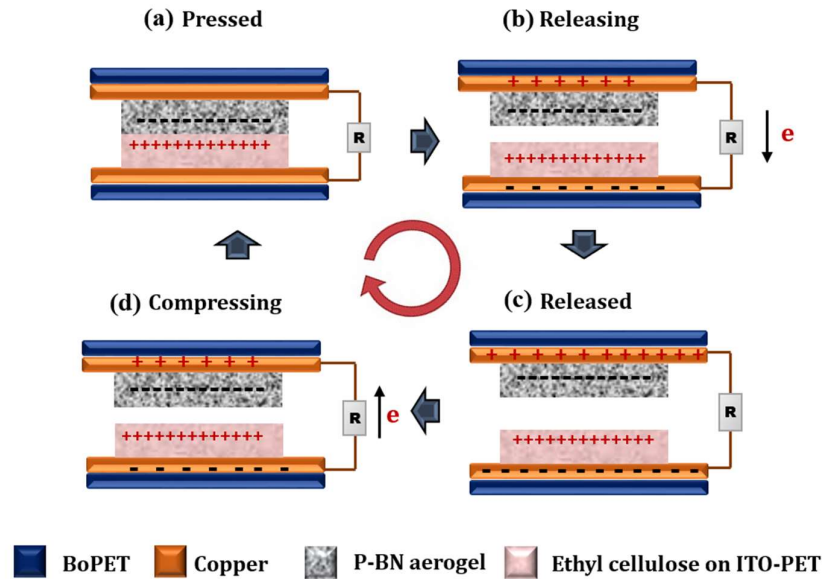 (a) Pressed
(b) Releasing
+ + + + + +
R
+++++++++++++
R
e
+++++++++++++
(d) Compressing
(c) Released
+ + + + + +
+ + + + + + + + + + +
R
e
R
+++++++++++++
+++++++++++++
BoPET
Copper
P-BN aerogel
Ethyl cellulose on ITO-PET